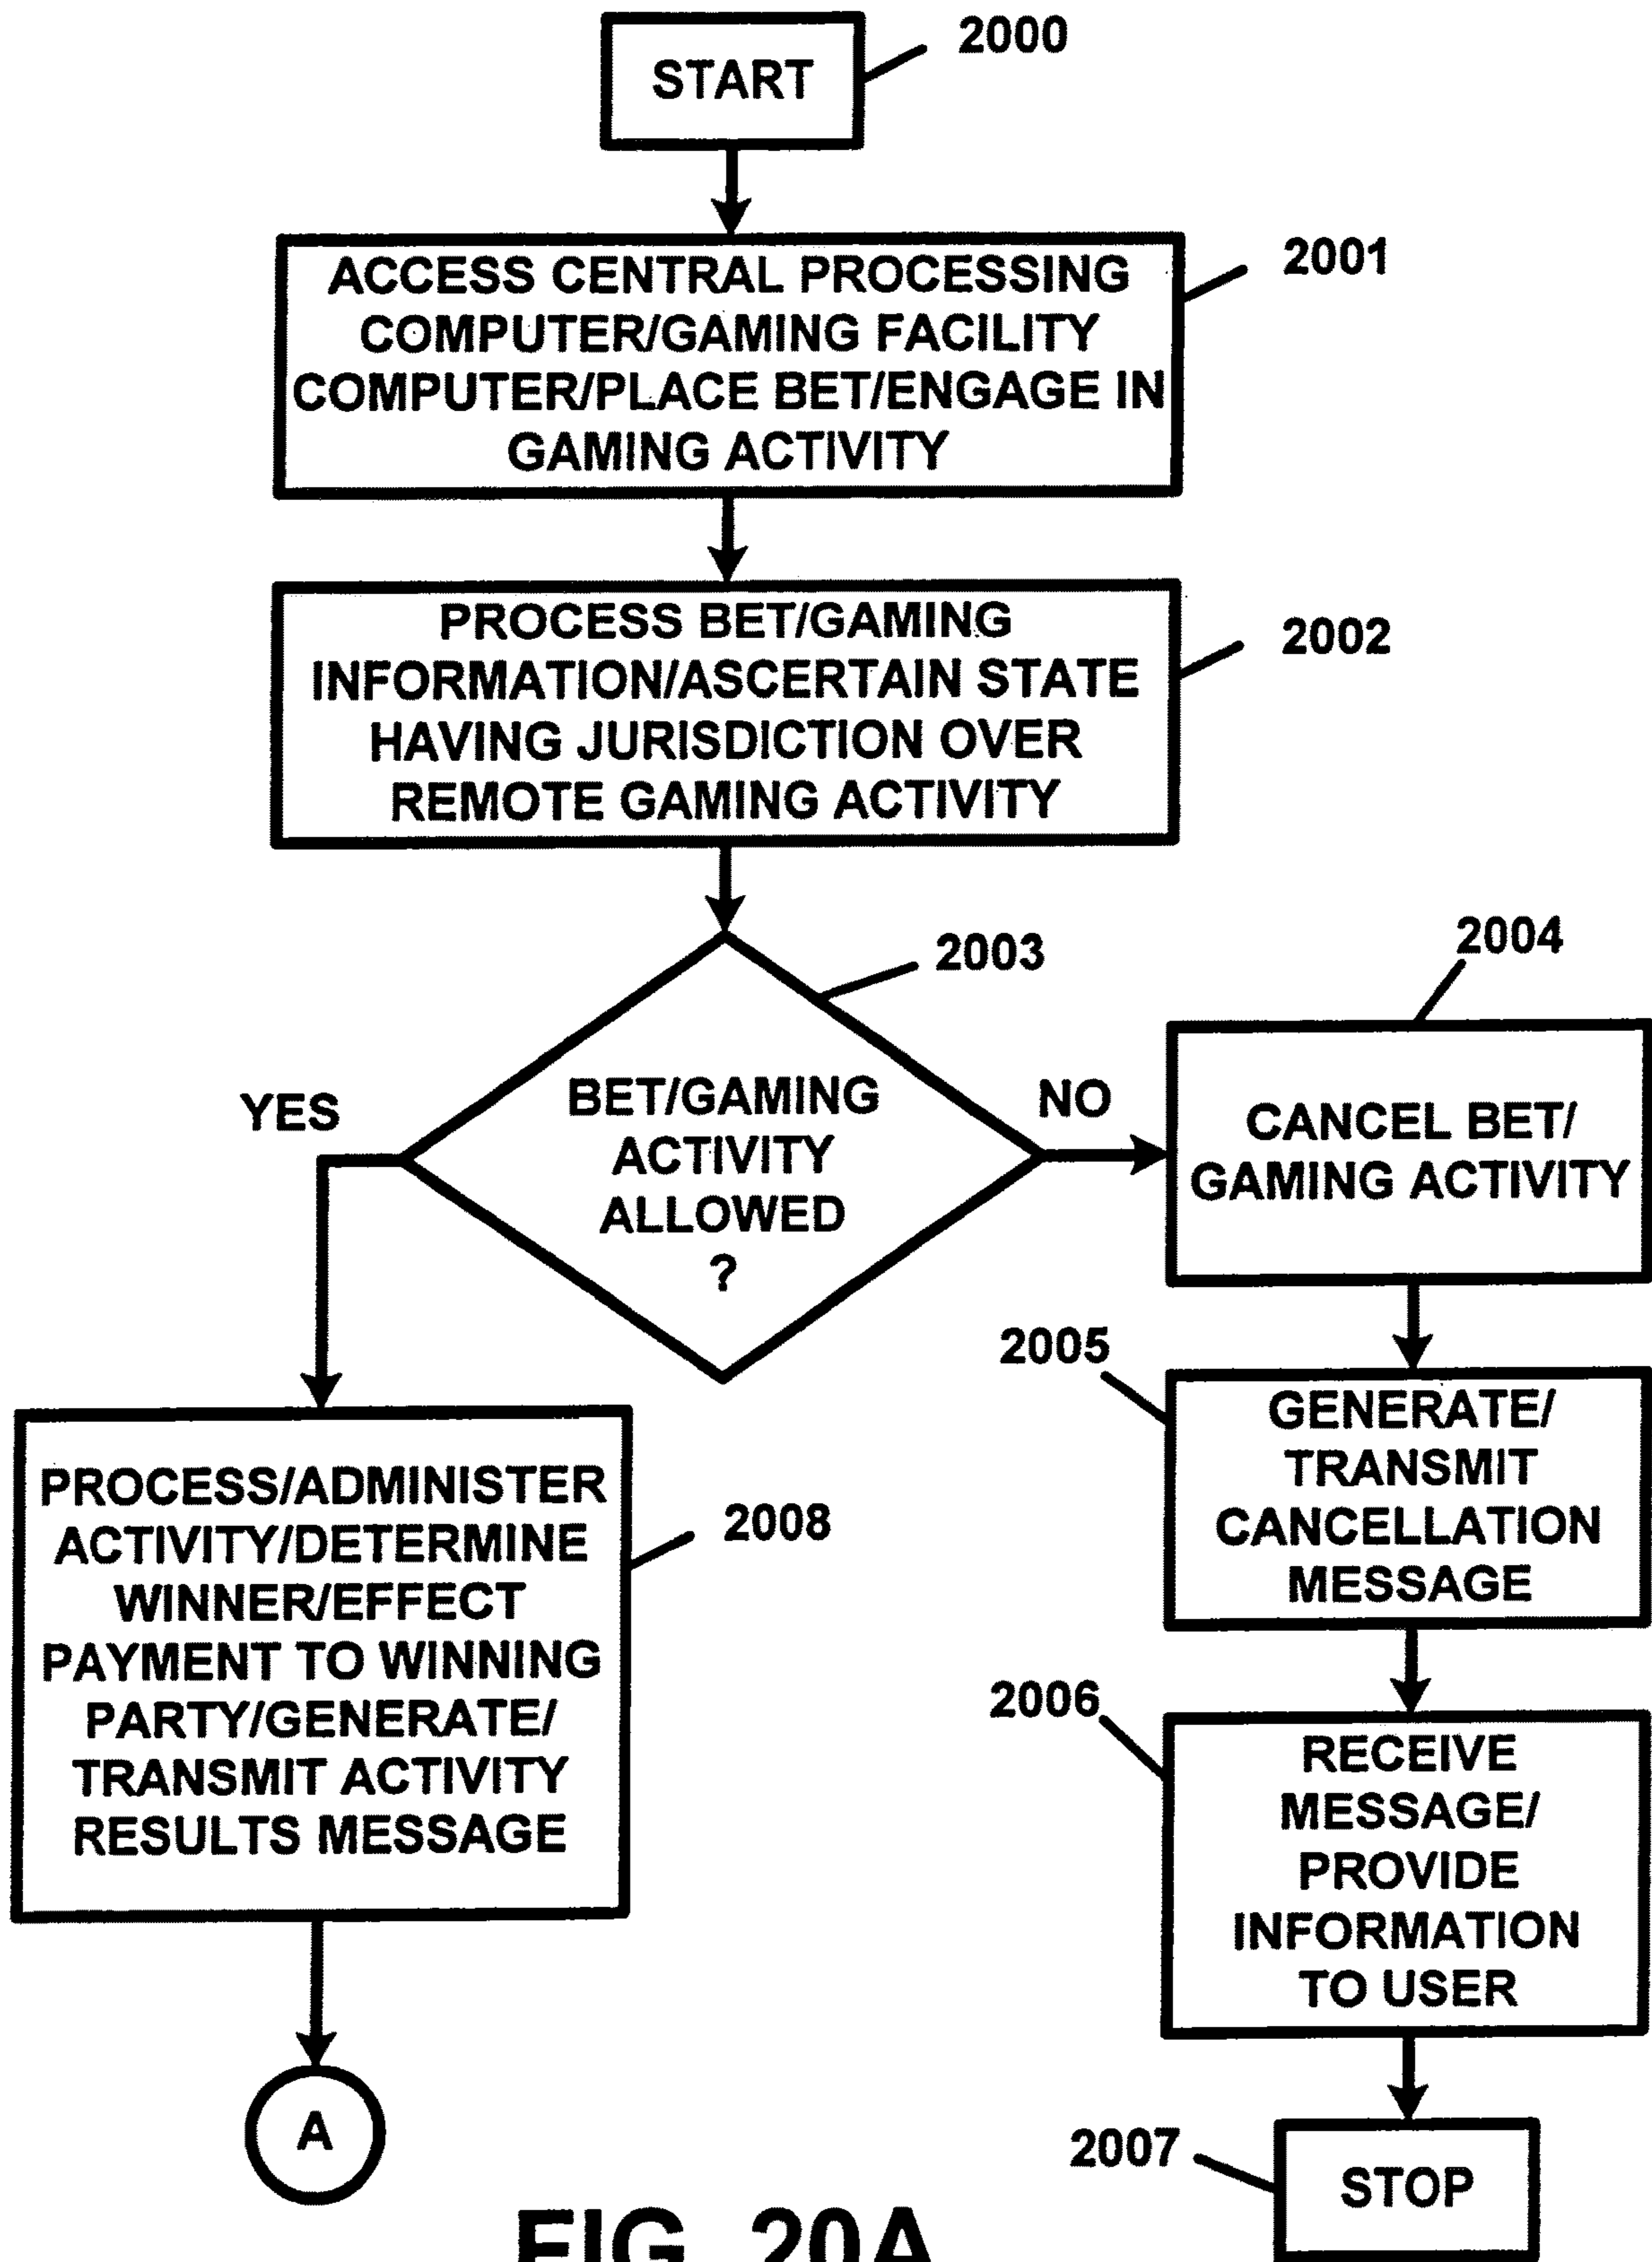 START
2000
ACCESS CENTRAL PROCESSING
COMPUTER/GAMING FACILITY
COMPUTER/PLACE BET/ENGAGE IN
GAMING ACTIVITY
2001
PROCESS BET/GAMING
INFORMATION/ASCERTAIN STATE
HAVING JURISDICTION OVER
REMOTE GAMING ACTIVITY
2002
2003
BET/GAMING
ACTIVITY
ALLOWED
?
YES
NO
2004
CANCEL BET/
GAMING ACTIVITY
2005
GENERATE/
TRANSMIT
CANCELLATION
MESSAGE
2006
RECEIVE
MESSAGE/
PROVIDE
INFORMATION
TO USER
2007
STOP
PROCESS/ADMINISTER
ACTIVITY/DETERMINE
WINNER/EFFECT
PAYMENT TO WINNING
PARTY/GENERATE/
TRANSMIT ACTIVITY
RESULTS MESSAGE
2008
A
FIG. 20A